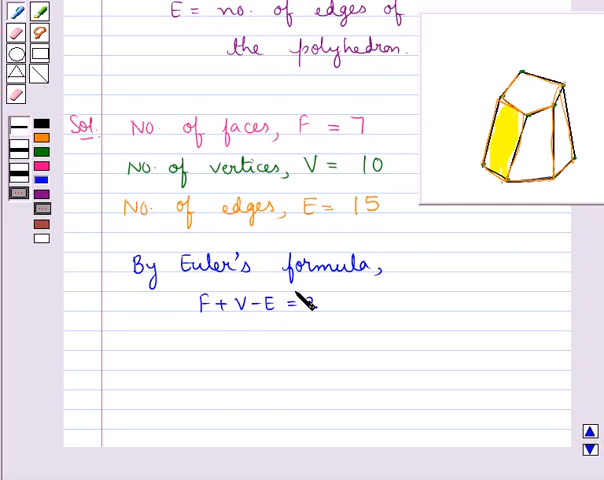 E = no. of edges of
the polyhedron.
Sol. No. of faces, F = 7
No. of vertices, V = 10
No. of edges, E = 15
By Euler's formula,
F + V - E = 2